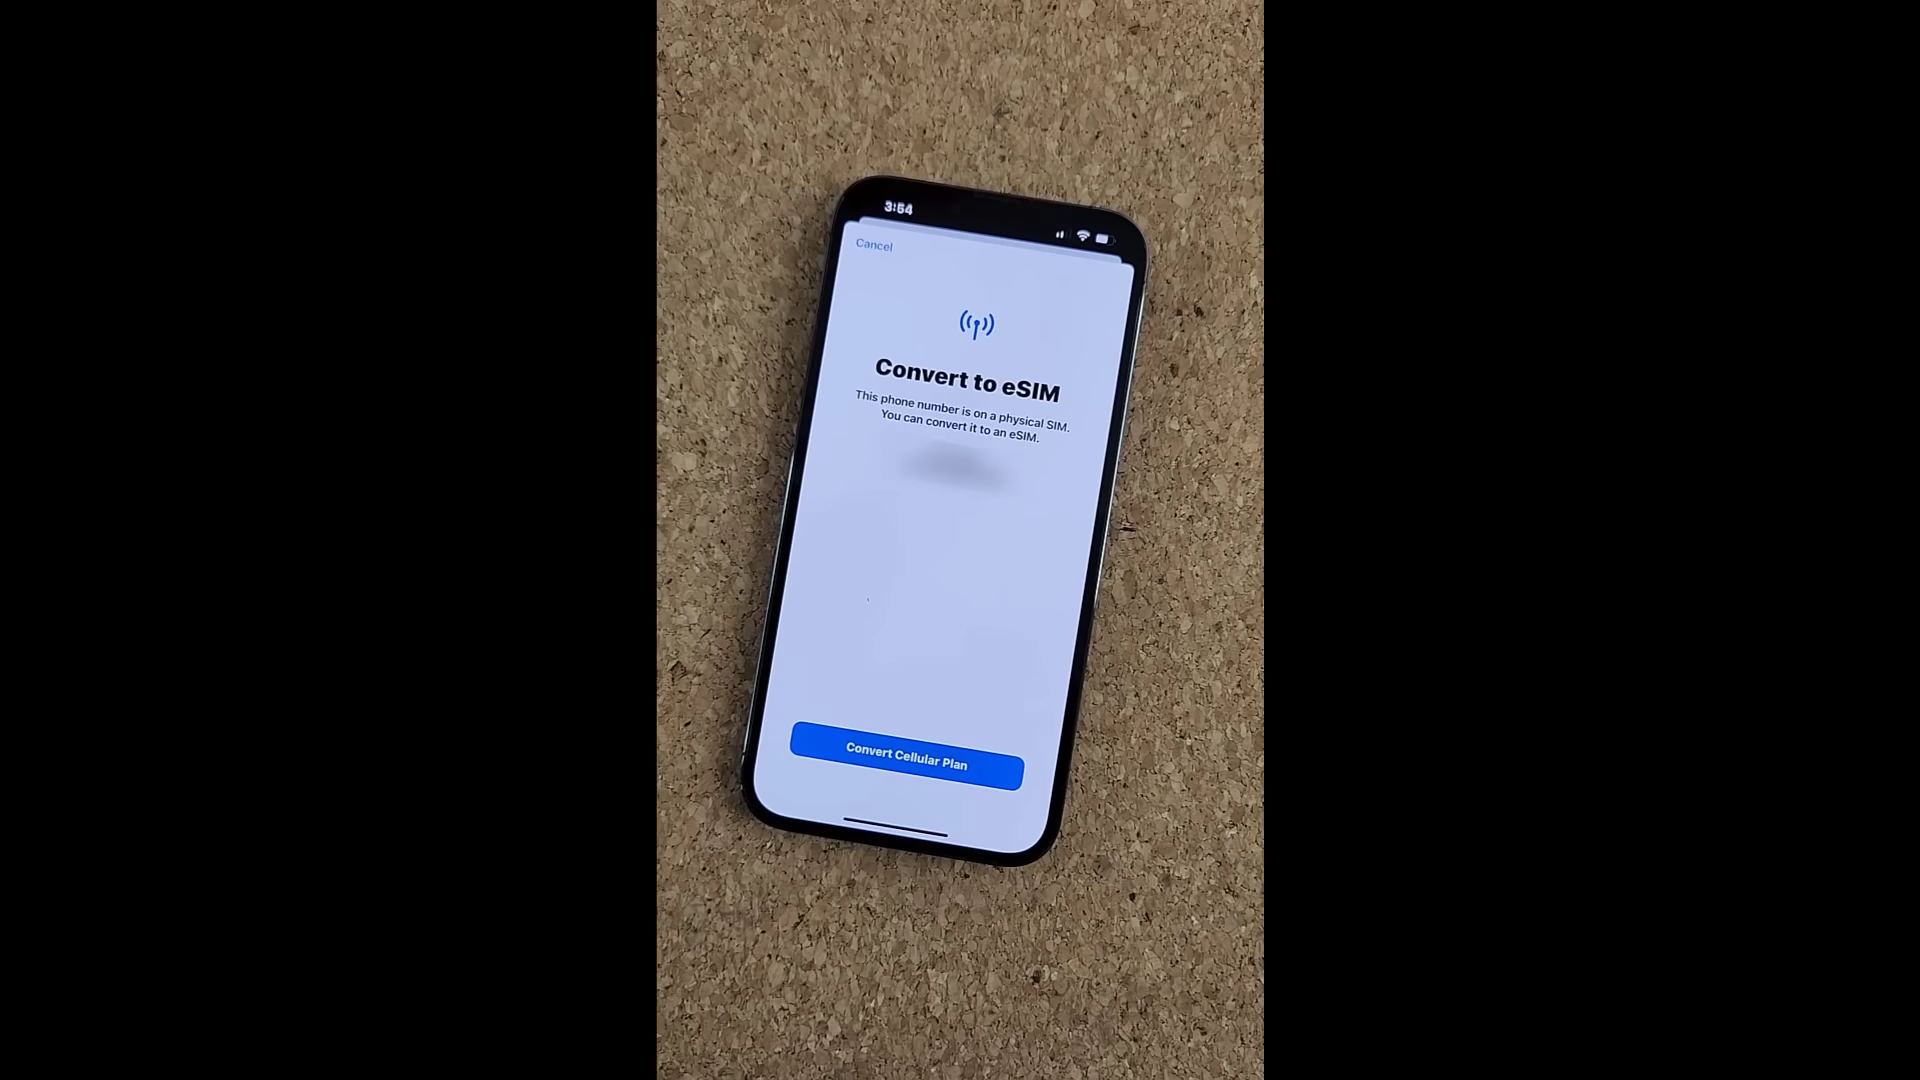 3:54
Cancel
Convert to eSIM
This phone number is on a physical SIM.
You can convert it to an eSIM.
Convert Cellular Plan